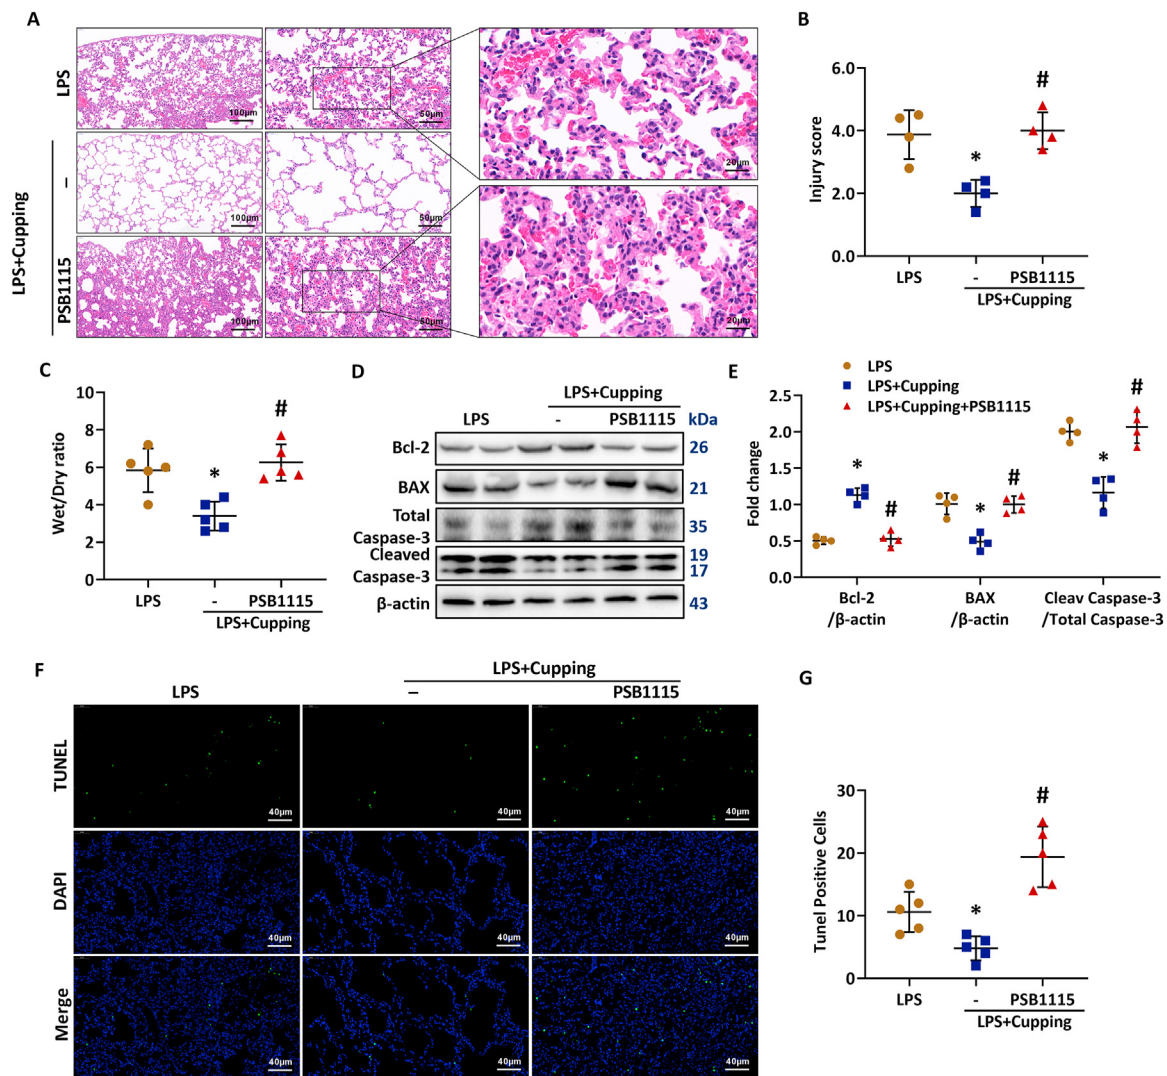 A
LPS
LPS+Cupping
–
PSB1115
100μm
50μm
20μm
100μm
50μm
100μm
50μm
20μm
B
Injury score
6.0
4.0
2.0
0.0
*
#
LPS
-
PSB1115
LPS+Cupping
C
Wet/Dry ratio
10
8
6
4
2
0
*
#
LPS
-
PSB1115
LPS+Cupping
D
LPS+Cupping
LPS
-
PSB1115
kDa
Bcl-2
26
BAX
21
Total
Caspase-3
35
Cleaved
Caspase-3
19
17
β-actin
43
E
LPS
LPS+Cupping
LPS+Cupping+PSB1115
Fold change
2.5
2.0
1.5
1.0
0.5
0.0
*
#
*
#
*
#
Bcl-2
/β-actin
BAX
/β-actin
Cleav Caspase-3
/Total Caspase-3
F
LPS+Cupping
LPS
–
PSB1115
TUNEL
40μm
40μm
40μm
DAPI
40μm
40μm
40μm
Merge
40μm
40μm
40μm
G
Tunel Positive Cells
30
20
10
0
*
#
LPS
-
PSB1115
LPS+Cupping